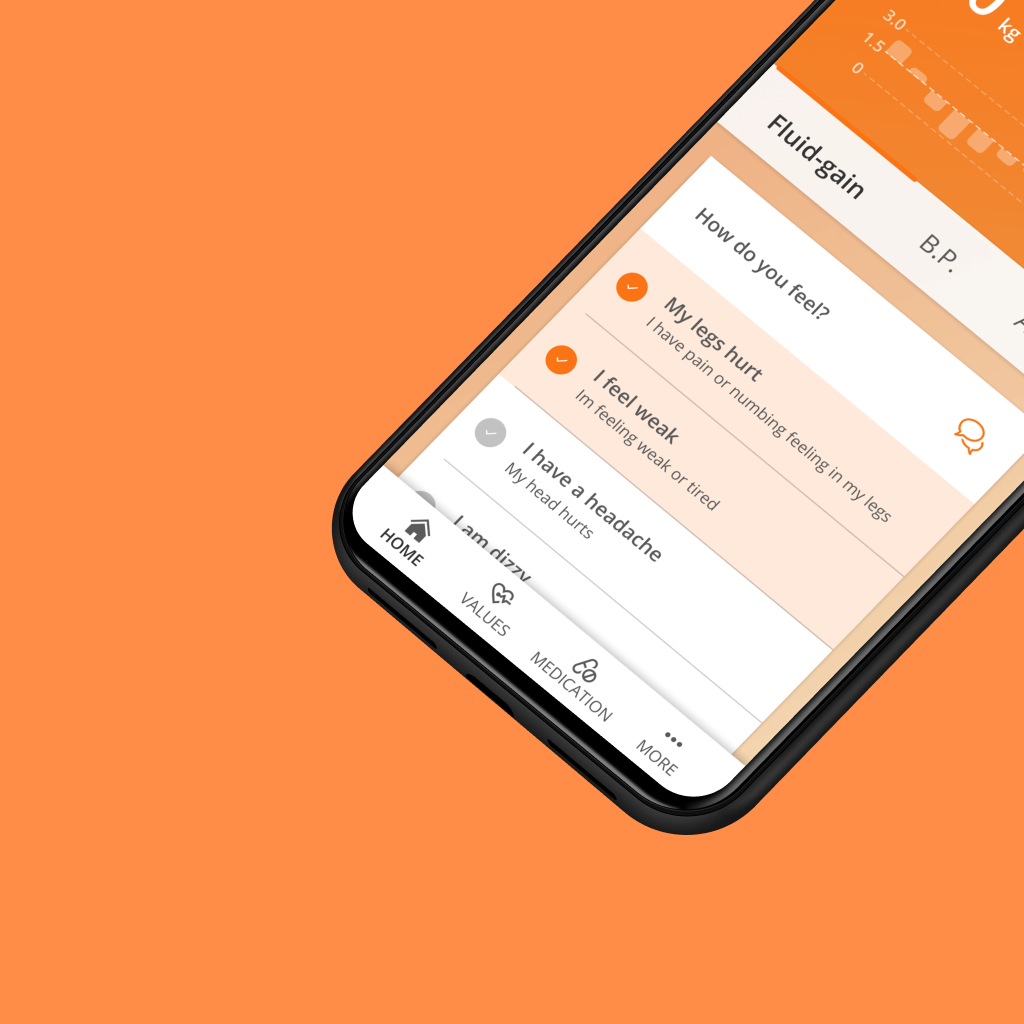 kg
3.0
1.5
0
Fluid-gain
B.P.
How do you feel?
My legs hurt
I have pain or numbing feeling in my legs
I feel weak
Im feeling weak or tired
I have a headache
My head hurts
I am dizzy
HOME
VALUES
MEDICATION
MORE